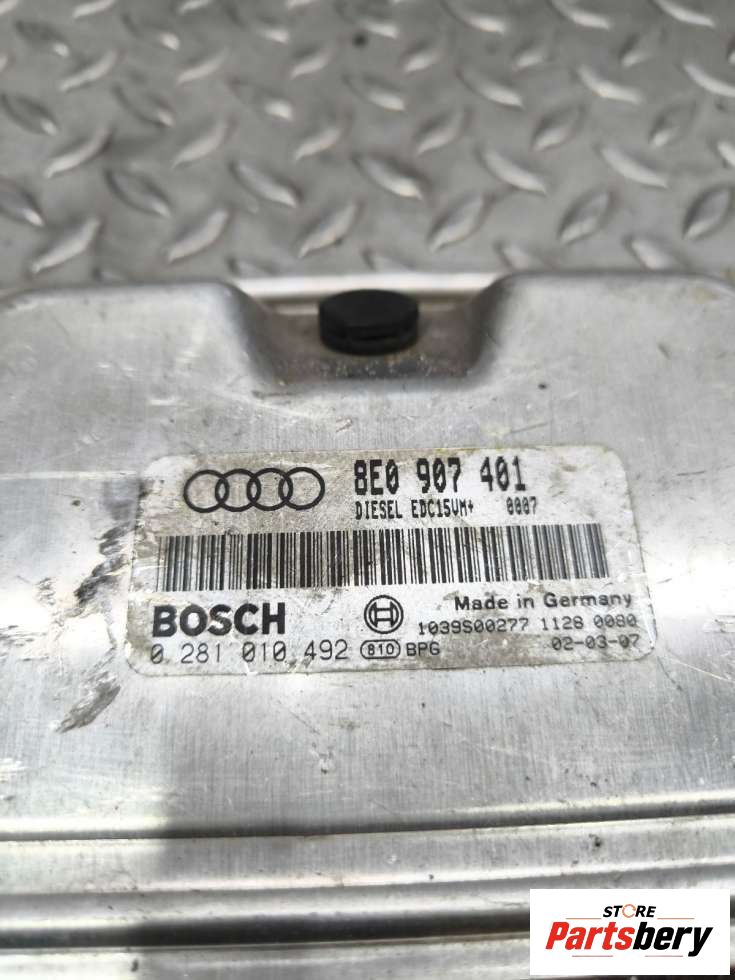 8E0 907 401
DIESEL EDC15VM+ 0007
BOSCH
Made in Germany
1039S00277 1128 0080
0 281 010 492 810 BPG 02-03-07
STORE
Partsbery